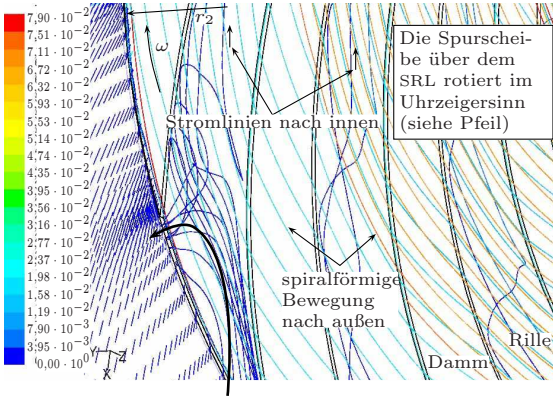 7,90 · 10⁻²
7,51 · 10⁻²
7,11 · 10⁻²
6,72 · 10⁻²
6,32 · 10⁻²
5,93 · 10⁻²
5,53 · 10⁻²
5,14 · 10⁻²
4,74 · 10⁻²
4,35 · 10⁻²
3,95 · 10⁻²
3,56 · 10⁻²
3,16 · 10⁻²
2,77 · 10⁻²
2,37 · 10⁻²
1,98 · 10⁻²
1,58 · 10⁻²
1,19 · 10⁻²
7,90 · 10⁻³
3,95 · 10⁻³
0,00 · 10⁰
Y Z
X
r₂
ω
Die Spurschei-
be über dem
SRL rotiert im
Uhrzeigersinn
(siehe Pfeil)
Stromlinien nach innen
spiralförmige
Bewegung
nach außen
Rille
Damm